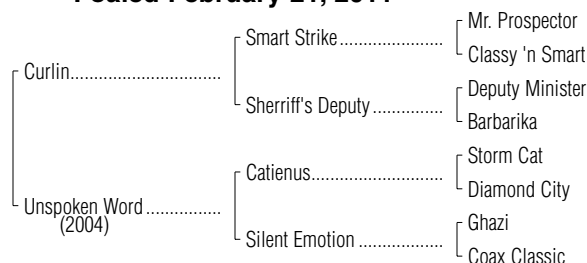 Foaled February 21,
Mr. Prospector
Smart Strike
Classy 'n Smart
Curlin
Deputy Minister
Sherriff's Deputy
Barbarika
Storm Cat
Catienus
Diamond City
Unspoken Word
(2004)
Ghazi
Silent Emotion
Coax Classic